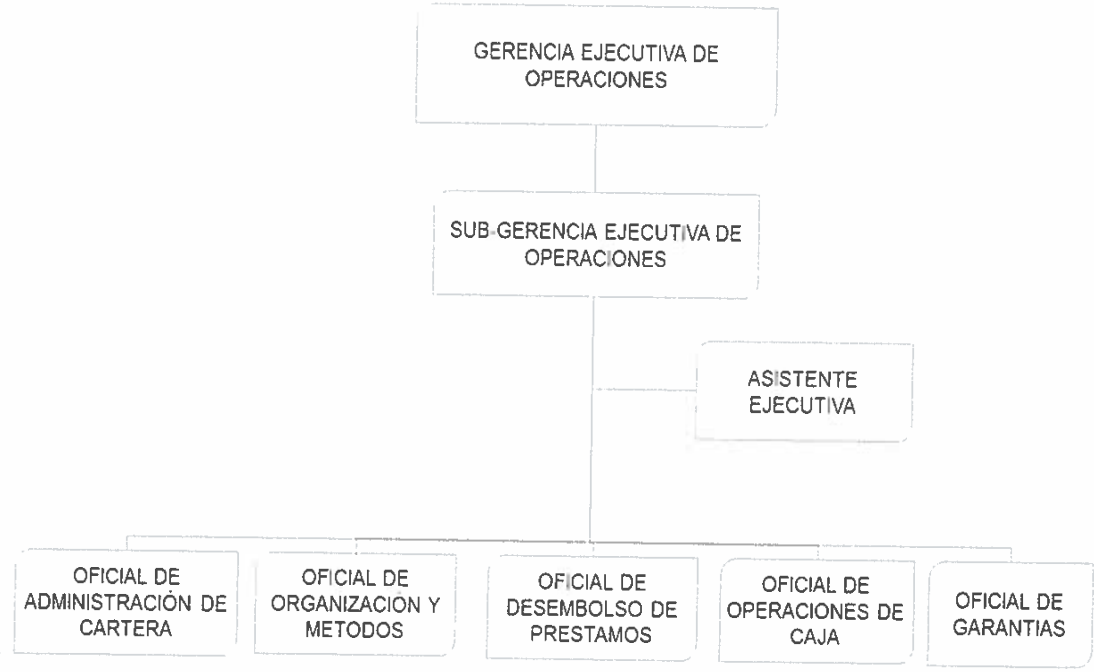 GERENCIA EJECUTIVA DE
OPERACIONES
SUB-GERENCIA EJECUTIVA DE
OPERACIONES
ASISTENTE
EJECUTIVA
OFICIAL DE
ADMINISTRACIÓN DE
CARTERA
OFICIAL DE
ORGANIZACION Y
METODOS
OFICIAL DE
DESEMBOLSO DE
PRESTAMOS
OFICIAL DE
OPERACIONES DE
CAJA
OFICIAL DE
GARANTIAS